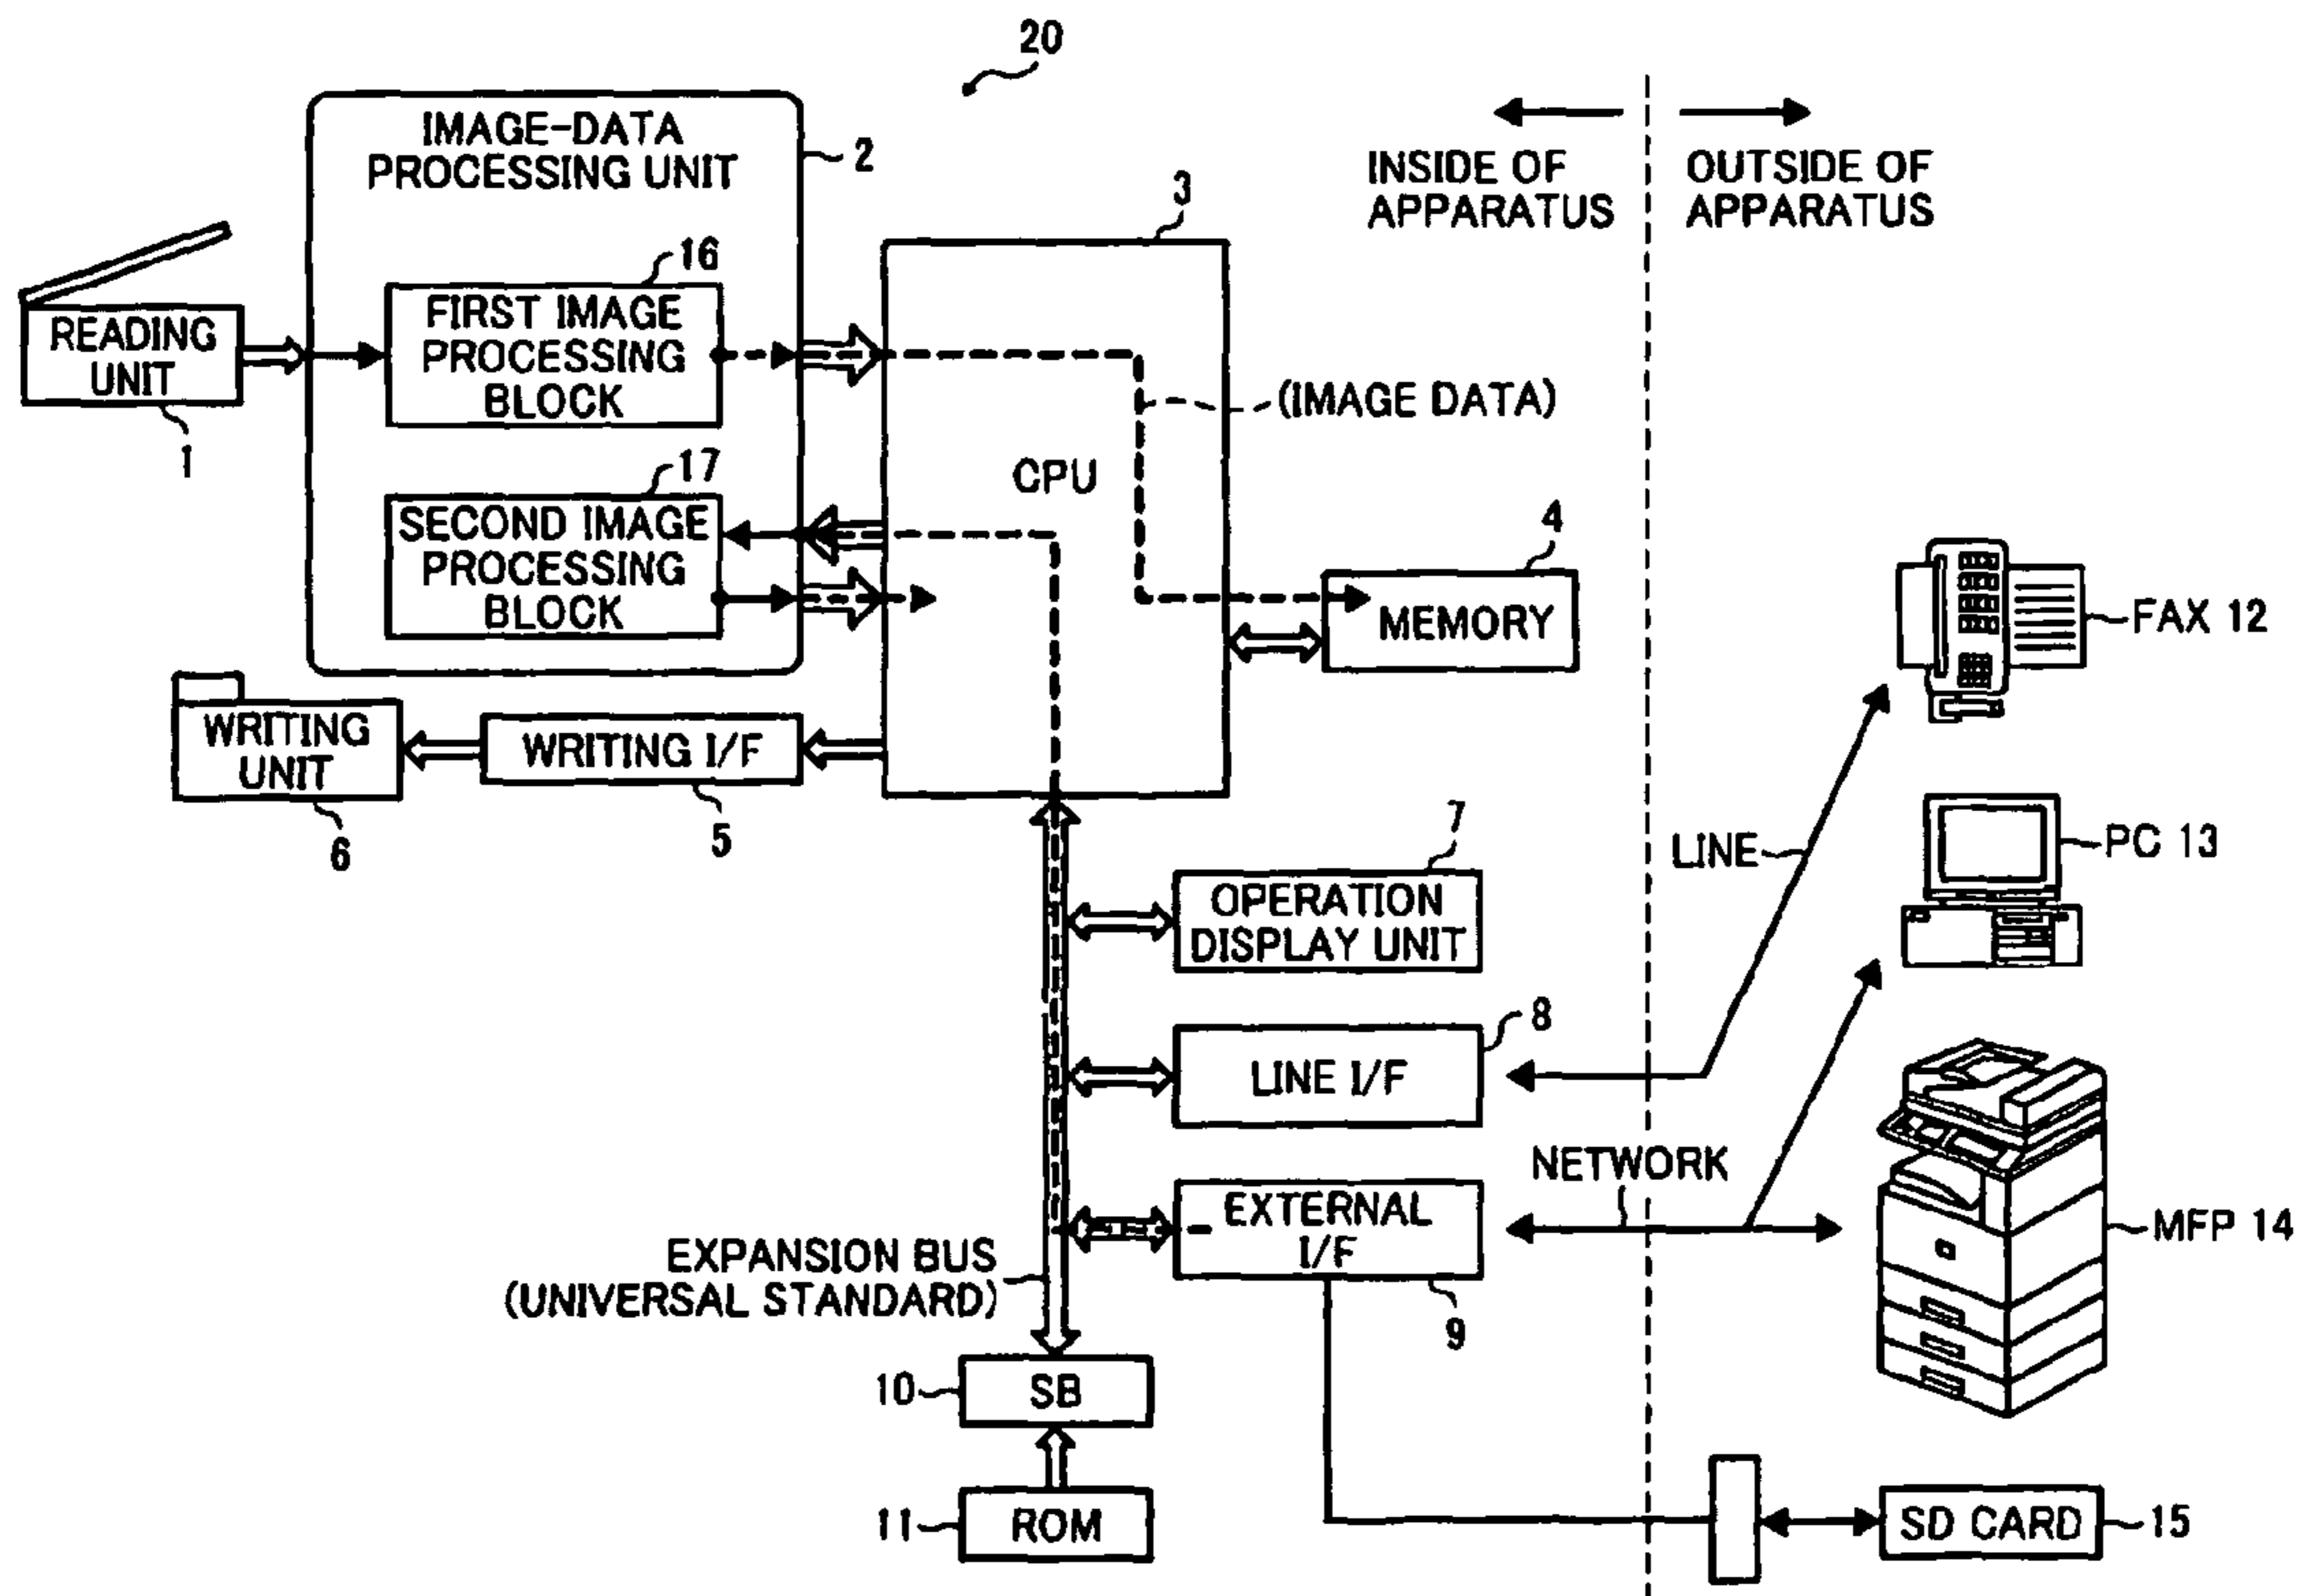 20
IMAGE-DATA
PROCESSING UNIT
2
INSIDE OF
APPARATUS
OUTSIDE OF
APPARATUS
3
16
FIRST IMAGE
PROCESSING
BLOCK
READING
UNIT
1
(IMAGE DATA)
CPU
17
SECOND IMAGE
PROCESSING
BLOCK
4
MEMORY
FAX 12
WRITING
UNIT
6
WRITING I/F
5
7
OPERATION
DISPLAY UNIT
LINE
PC 13
8
LINE I/F
NETWORK
EXTERNAL
I/F
9
MFP 14
EXPANSION BUS
(UNIVERSAL STANDARD)
10
SB
11
ROM
SD CARD
15